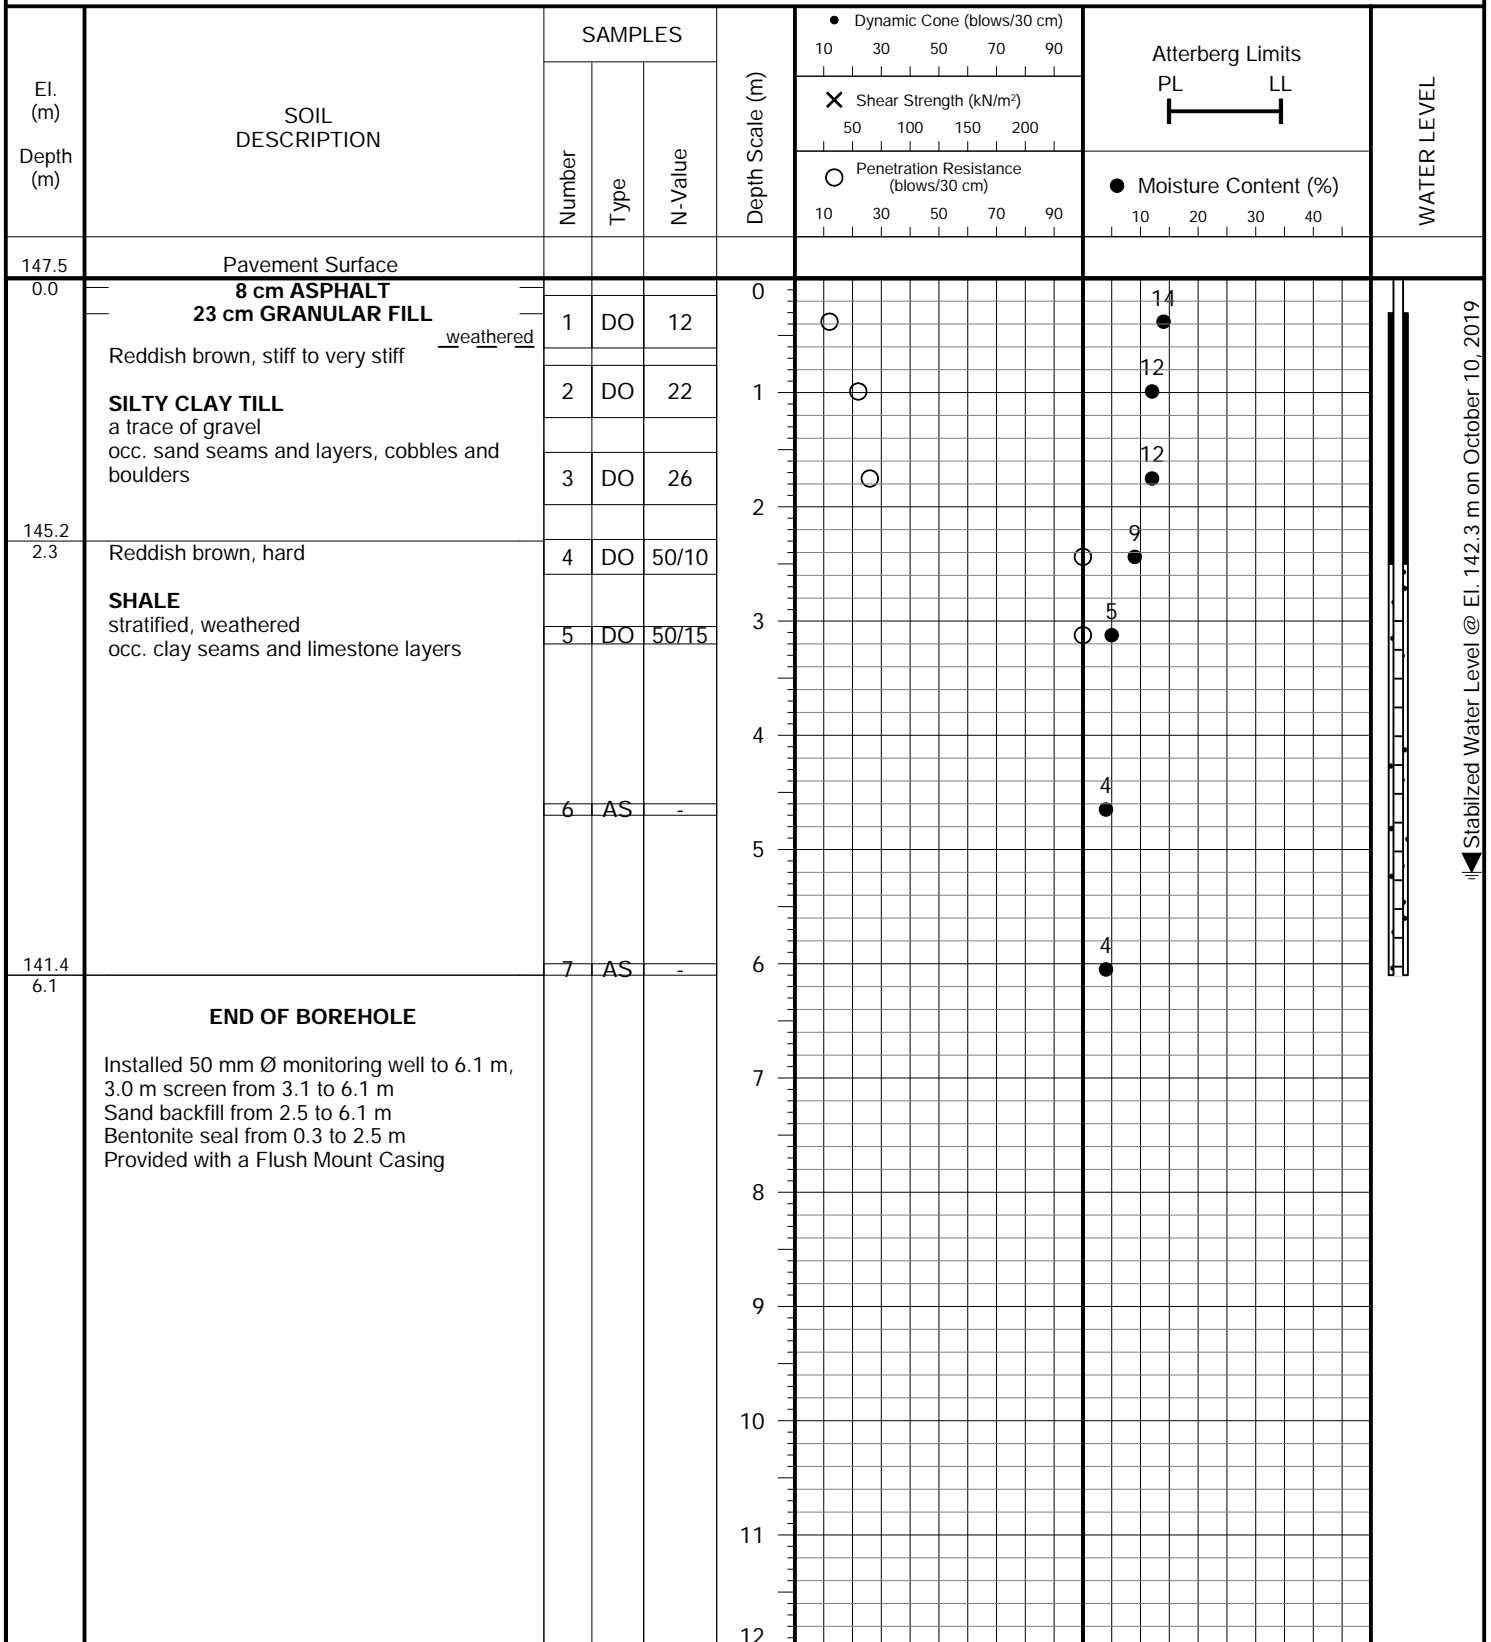 El.
(m)
Depth
(m)
SOIL
DESCRIPTION
SAMPLES
Number
Type
N-Value
Depth Scale (m)
Dynamic Cone (blows/30 cm)
10 30 50 70 90
Shear Strength (kN/m²)
50 100 150 200
Penetration Resistance
(blows/30 cm)
10 30 50 70 90
Atterberg Limits
PL LL
Moisture Content (%)
10 20 30 40
WATER LEVEL
147.5 Pavement Surface
0.0 8 cm ASPHALT
23 cm GRANULAR FILL
weathered
Reddish brown, stiff to very stiff
SILTY CLAY TILL
a trace of gravel
occ. sand seams and layers, cobbles and
boulders
145.2
2.3 Reddish brown, hard
SHALE
stratified, weathered
occ. clay seams and limestone layers
141.4
6.1
END OF BOREHOLE
Installed 50 mm Ø monitoring well to 6.1 m,
3.0 m screen from 3.1 to 6.1 m
Sand backfill from 2.5 to 6.1 m
Bentonite seal from 0.3 to 2.5 m
Provided with a Flush Mount Casing
1 DO 12
2 DO 22
3 DO 26
4 DO 50/10
5 DO 50/15
6 AS -
7 AS -
0
1
2
3
4
5
6
7
8
9
10
11
12
14
12
12
9
5
4
4
Stabilzed Water Level @ El. 142.3 m on October 10, 2019